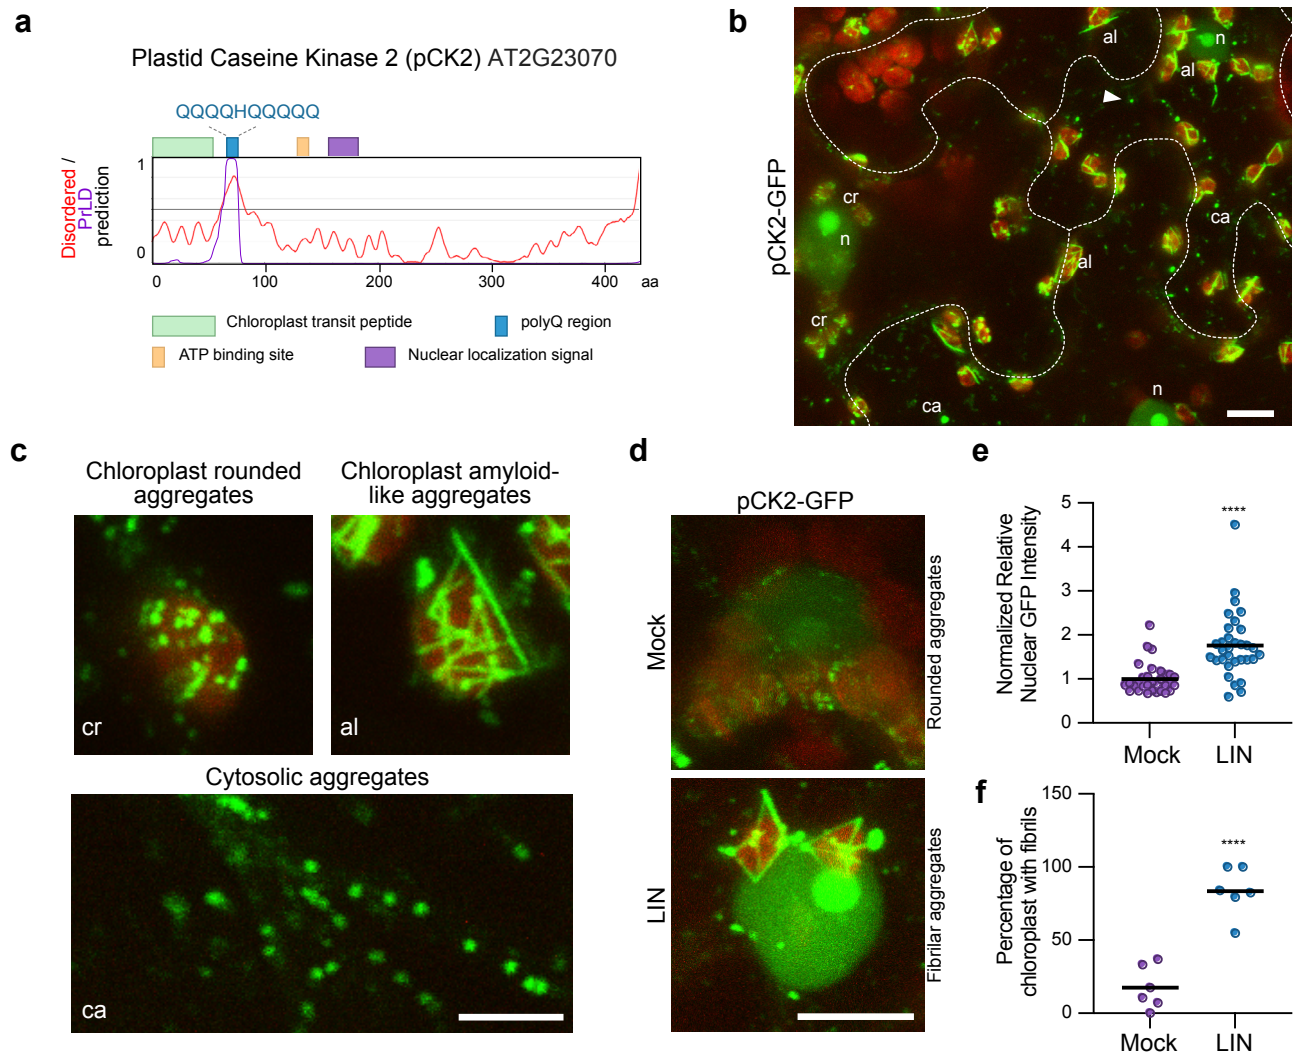 a
Plastid Caseine Kinase 2 (pCK2) AT2G23070
QQQQHQQQQQ
Disordered /
PrLD
prediction
1
0
0
100
200
300
400
aa
Chloroplast transit peptide
polyQ region
ATP binding site
Nuclear localization signal
b
pCK2-GFP
al
n
al
cr
n
ca
al
cr
n
ca
c
Chloroplast rounded
aggregates
Chloroplast amyloid-
like aggregates
cr
al
Cytosolic aggregates
ca
d
pCK2-GFP
Mock
Rounded aggregates
LIN
Fibrilar aggregates
e
Normalized Relative
Nuclear GFP Intensity
5
4
3
2
1
0
****
Mock
LIN
f
Percentage of
chloroplast with fibrils
150
100
50
0
****
Mock
LIN